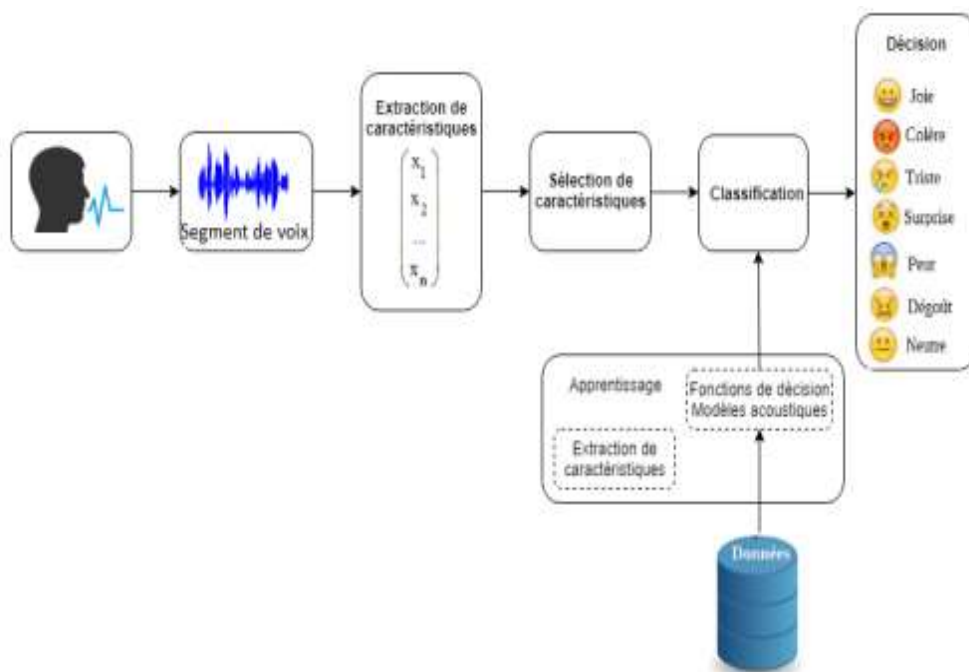 Segment de voix
Extraction de
caractéristiques
x1
x2
...
xn
Sélection de
caractéristiques
Classification
Décision
Joie
Colère
Triste
Surprise
Peur
Dégoût
Neutre
Apprentissage
Fonctions de décision
Modèles acoustiques
Extraction de
caractéristiques
Données